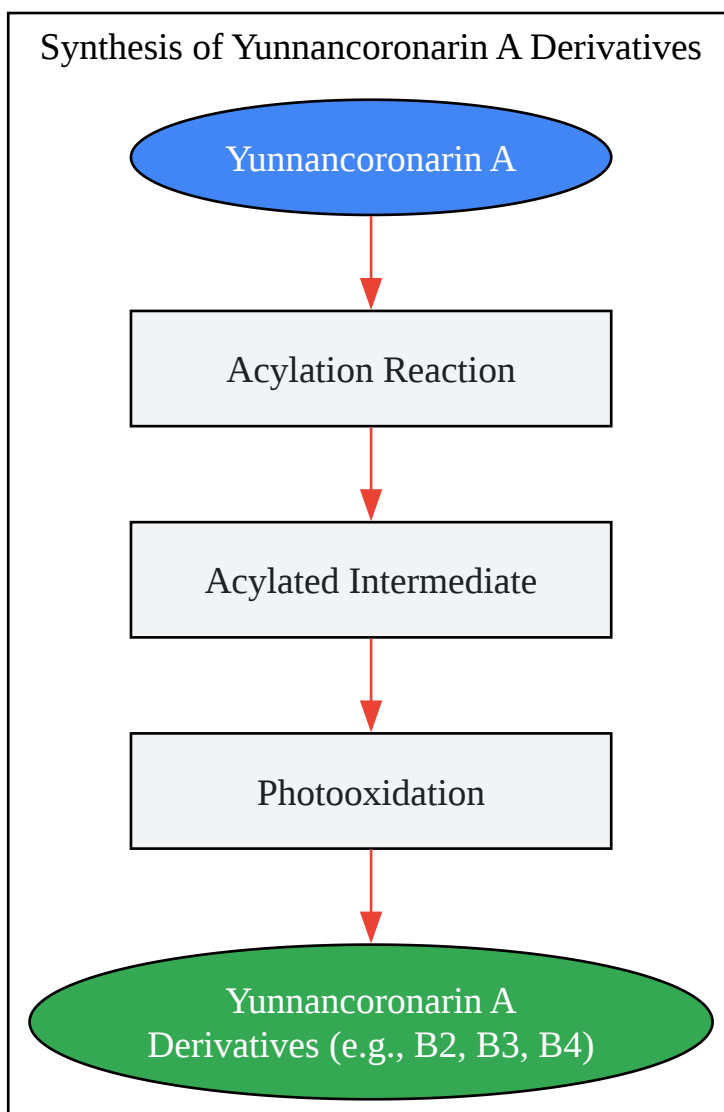 Synthesis of Yunnancoronarin A Derivatives
Yunnancoronarin A
Acylation Reaction
Acylated Intermediate
Photooxidation
Yunnancoronarin A
Derivatives (e.g., B2, B3, B4)